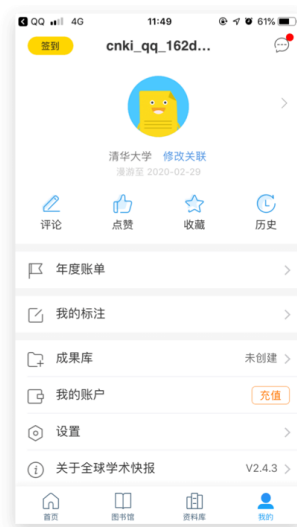 QQ 4G 11:49 61%
签到 cnki_qq_162d...
清华大学 修改关联
漫游至 2020-02-29
评论 点赞 收藏 历史
年度账单
我的标注
成果库 未创建
我的账户 充值
设置
关于全球学术快报 V2.4.3
首页 图书馆 资料库 我的